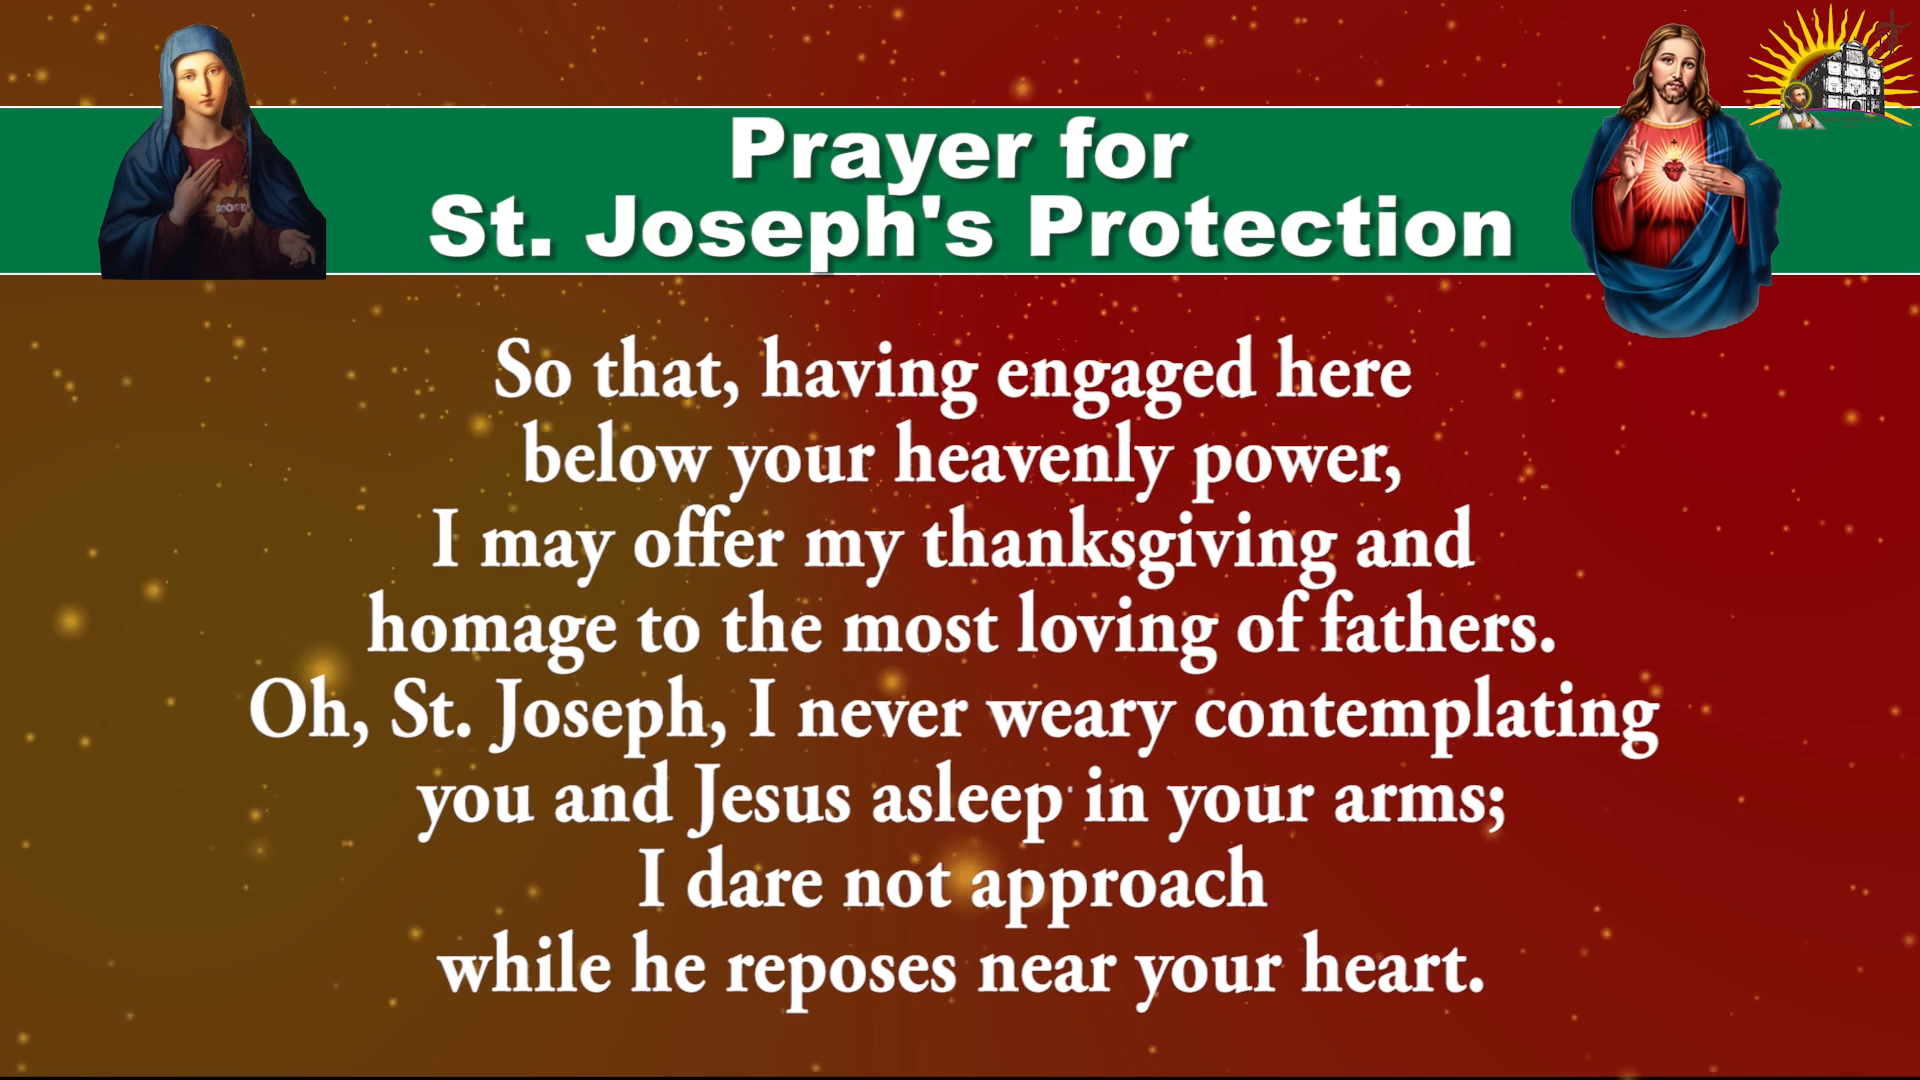 Prayer for
St. Joseph's Protection
So that, having engaged here
below your heavenly power,
I may offer my thanksgiving and
homage to the most loving of fathers.
Oh, St. Joseph, I never weary contemplating
you and Jesus asleep in your arms;
I dare not approach
while he reposes near your heart.